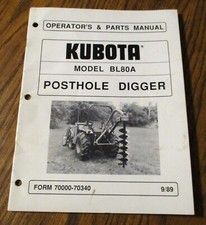 OPERATOR'S & PARTS MANUAL
KUBOTA
MODEL BL80A
POSTHOLE DIGGER
FORM 70000-70340
9/89